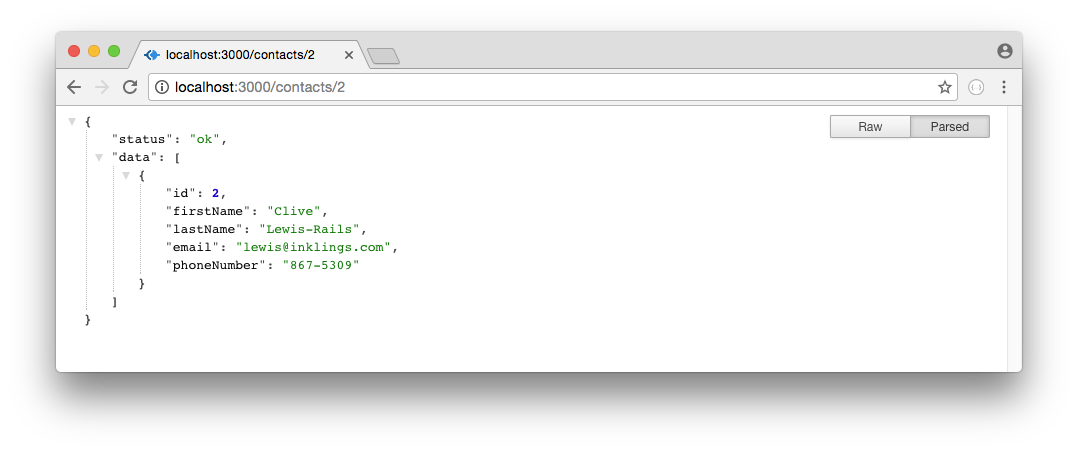 localhost:3000/contacts/2
localhost:3000/contacts/2
Raw Parsed
{
"status": "ok",
"data": [
{
"id": 2,
"firstName": "Clive",
"lastName": "Lewis-Rails",
"email": "lewis@inklings.com",
"phoneNumber": "867-5309"
}
]
}